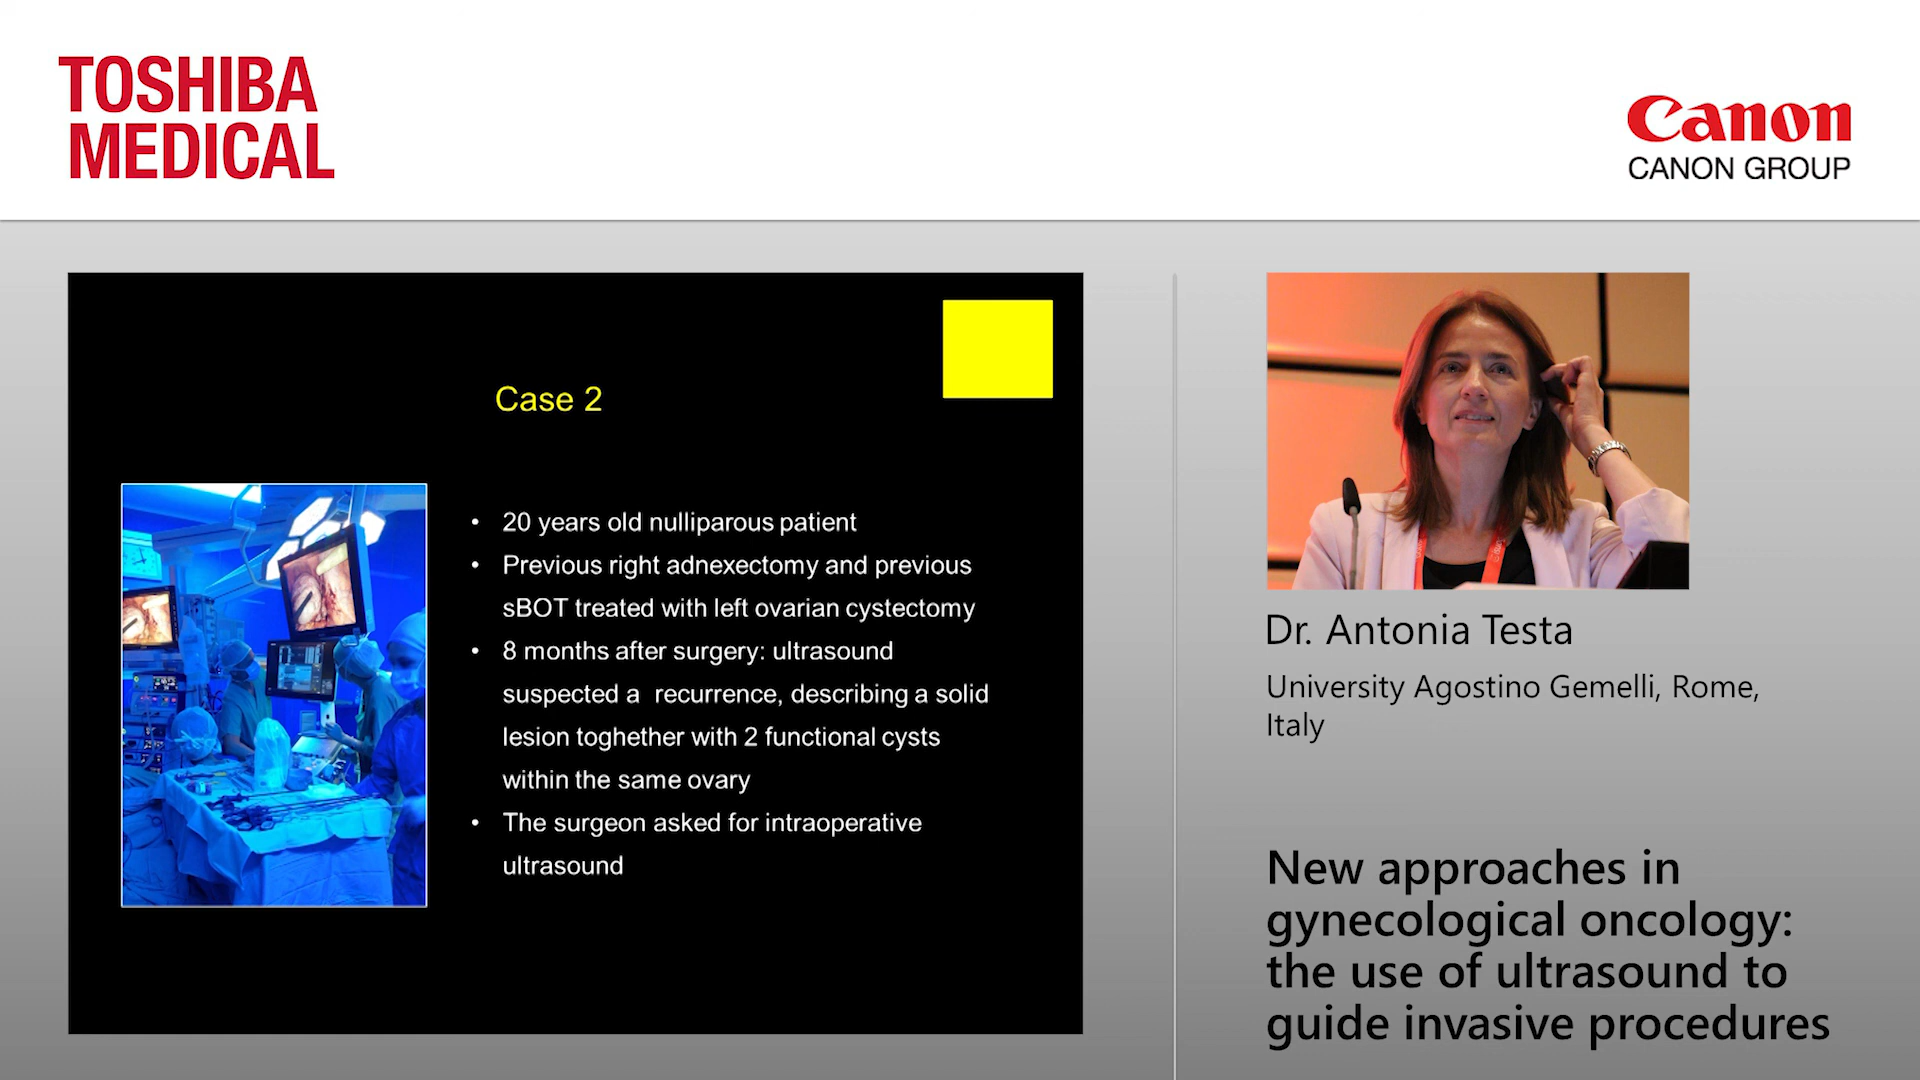 TOSHIBA
MEDICAL
Canon
CANON GROUP
Case 2
• 20 years old nulliparous patient
• Previous right adnexectomy and previous
sBOT treated with left ovarian cystectomy
• 8 months after surgery: ultrasound
suspected a recurrence, describing a solid
lesion toghether with 2 functional cysts
within the same ovary
• The surgeon asked for intraoperative
ultrasound
Dr. Antonia Testa
University Agostino Gemelli, Rome,
Italy
New approaches in
gynecological oncology:
the use of ultrasound to
guide invasive procedures